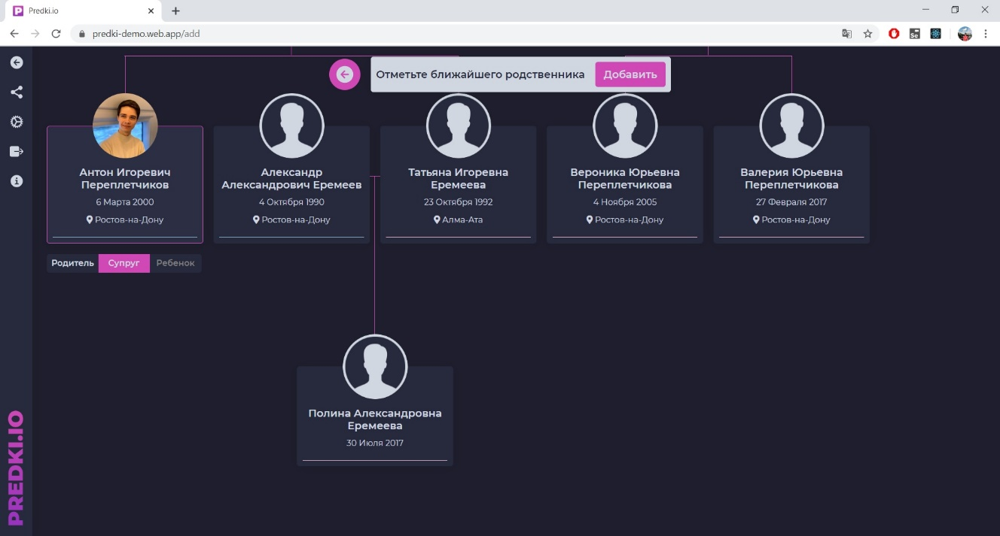 Predki.io
predki-demo.web.app/add
Отметьте ближайшего родственника
Добавить
Антон Игоревич
Переплетчиков
6 Марта 2000
Ростов-на-Дону
Александр
Александрович Еремеев
4 Октября 1990
Ростов-на-Дону
Татьяна Игоревна
Еремеева
23 Октября 1992
Алма-Ата
Вероника Юрьевна
Переплетчикова
4 Ноября 2005
Ростов-на-Дону
Валерия Юрьевна
Переплетчикова
27 Февраля 2017
Ростов-на-Дону
Родитель Супруг Ребенок
Полина Александровна
Еремеева
30 Июля 2017
PREDKI.IO